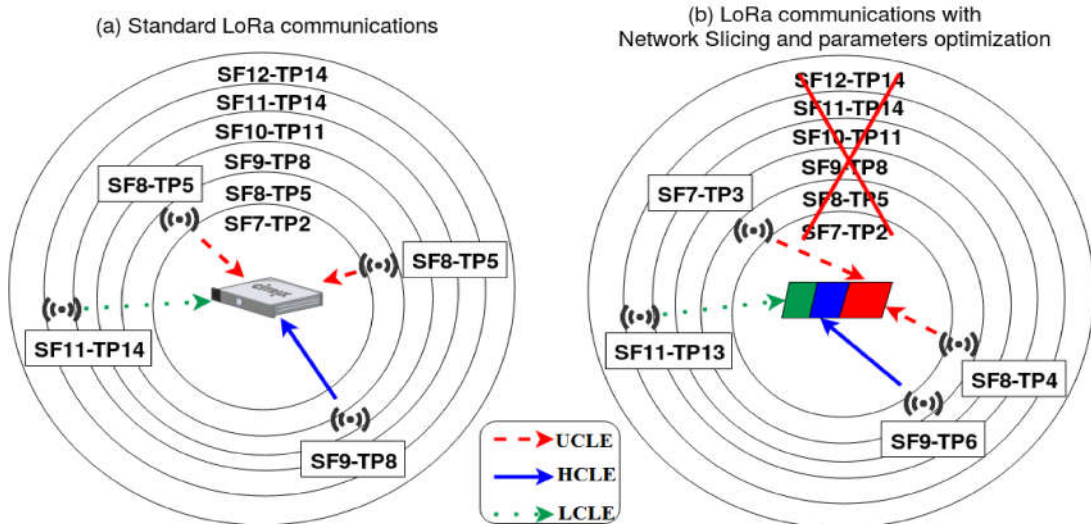 (a) Standard LoRa communications
SF12-TP14
SF11-TP14
SF10-TP11
SF9-TP8
SF8-TP5
SF7-TP2
SF8-TP5
SF8-TP5
SF11-TP14
SF9-TP8
citrix
(b) LoRa communications with
Network Slicing and parameters optimization
SF12-TP14
SF11-TP14
SF10-TP11
SF9-TP8
SF8-TP5
SF7-TP2
SF7-TP3
SF11-TP13
SF8-TP4
SF9-TP6
UCLE
HCLE
LCLE